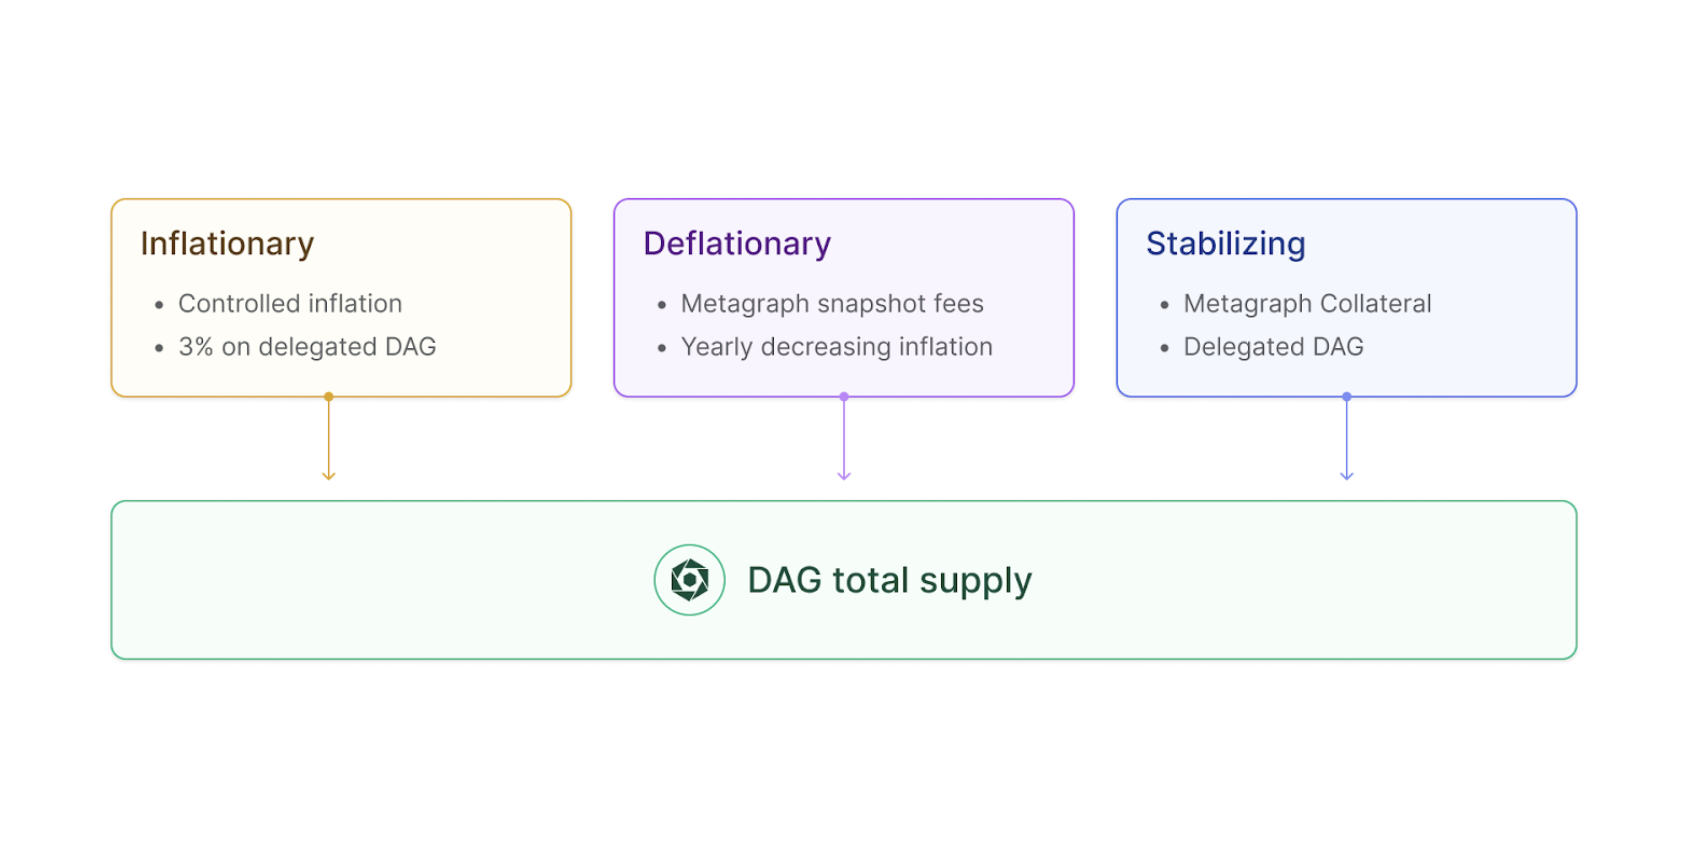 Inflationary
• Controlled inflation
• 3% on delegated DAG
Deflationary
• Metagraph snapshot fees
• Yearly decreasing inflation
Stabilizing
• Metagraph Collateral
• Delegated DAG
DAG total supply